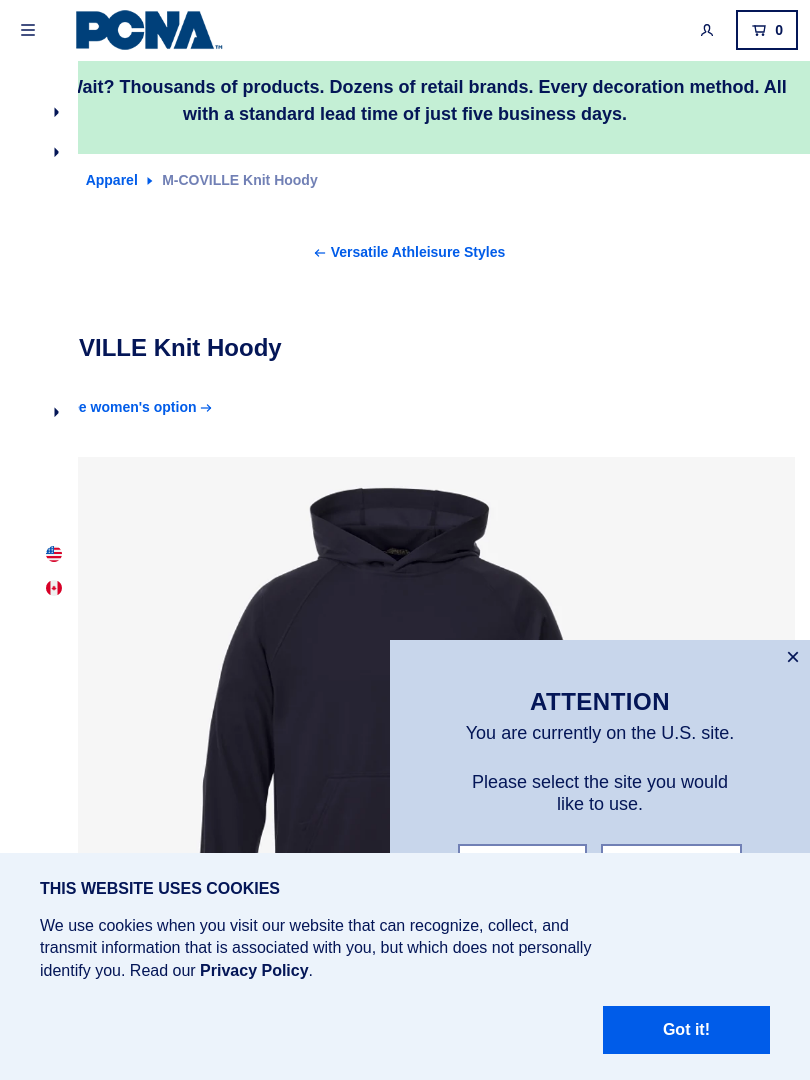 PCNA
0
Wait? Thousands of products. Dozens of retail brands. Every decoration method. All
with a standard lead time of just five business days.
Apparel M-COVILLE Knit Hoody
← Versatile Athleisure Styles
VILLE Knit Hoody
e women's option →
ATTENTION
You are currently on the U.S. site.
Please select the site you would
like to use.
THIS WEBSITE USES COOKIES
We use cookies when you visit our website that can recognize, collect, and
transmit information that is associated with you, but which does not personally
identify you. Read our Privacy Policy.
Got it!